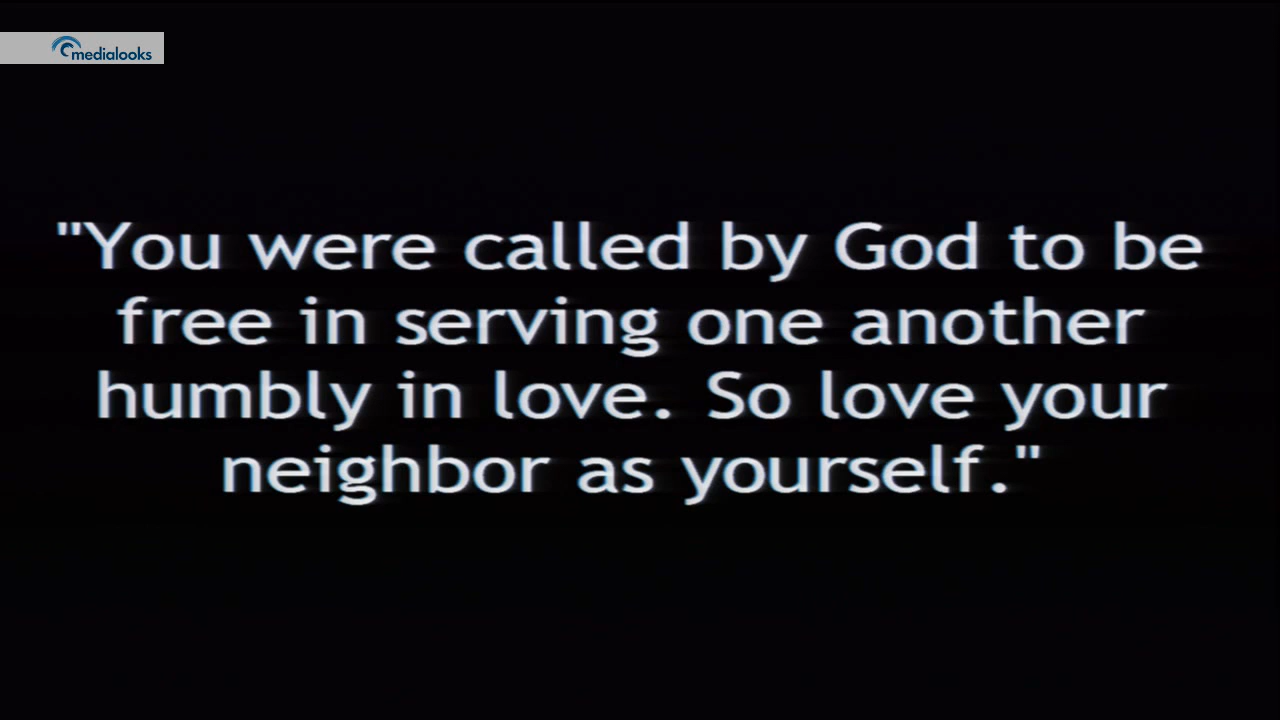 medialooks
"You were called by God to be
free in serving one another
humbly in love. So love your
neighbor as yourself."